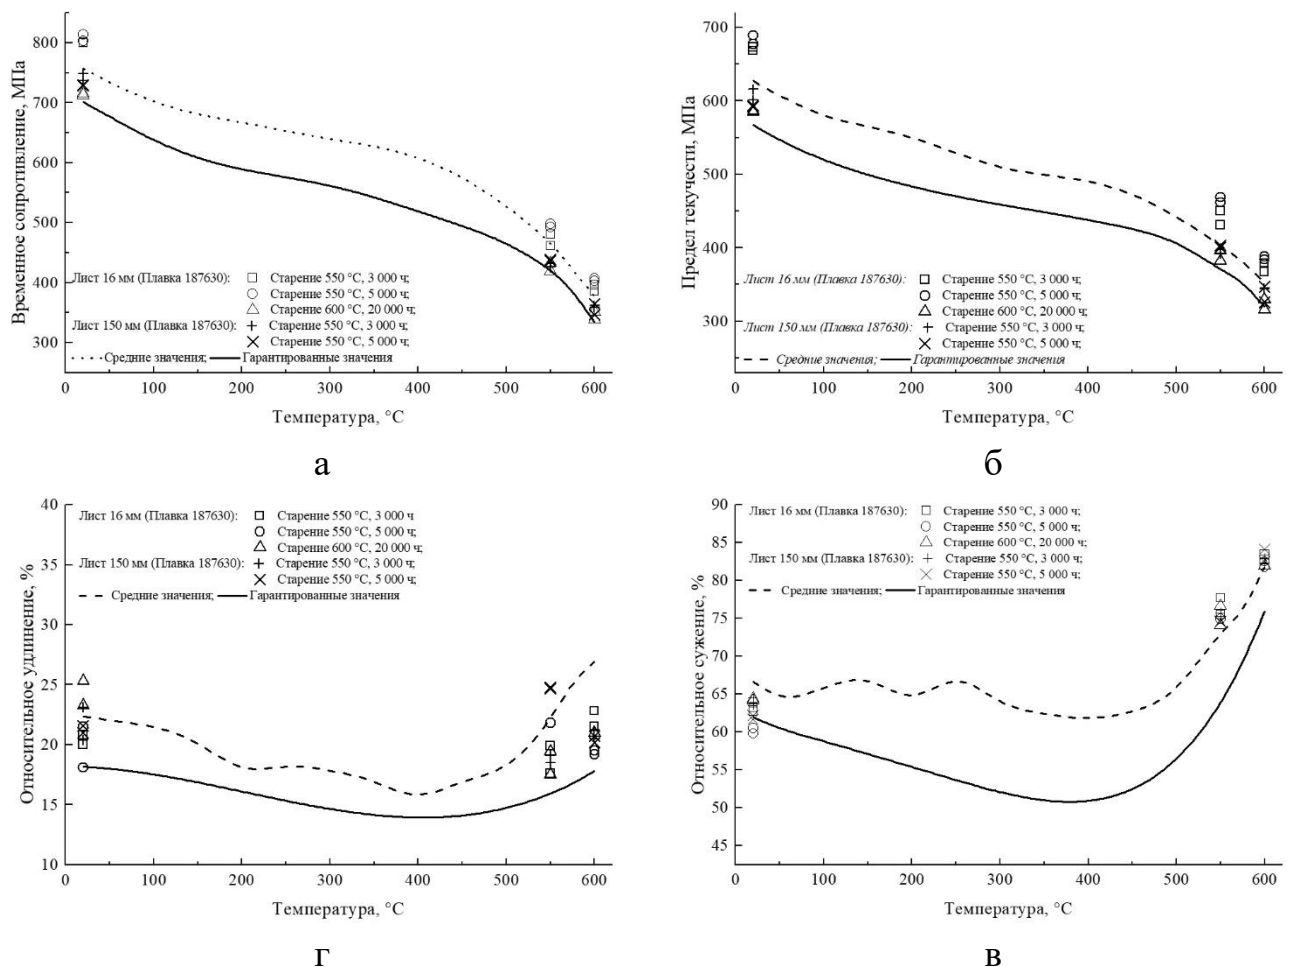 Временное сопротивление, МПа
800
700
600
500
400
300
Лист 16 мм (Плавка 187630): Старение 550 °C, 3 000 ч;
Старение 550 °C, 5 000 ч;
Старение 600 °C, 20 000 ч;
Лист 150 мм (Плавка 187630): Старение 550 °C, 3 000 ч;
Старение 550 °C, 5 000 ч;
Средние значения; Гарантированные значения
0 100 200 300 400 500 600
Температура, °C
а
Предел текучести, МПа
700
600
500
400
300
Лист 16 мм (Плавка 187630): Старение 550 °C, 3 000 ч;
Старение 550 °C, 5 000 ч;
Старение 600 °C, 20 000 ч;
Лист 150 мм (Плавка 187630): Старение 550 °C, 3 000 ч;
Старение 550 °C, 5 000 ч;
Средние значения; Гарантированные значения
0 100 200 300 400 500 600
Температура, °C
б
Относительное удлинение, %
40
35
30
25
20
15
10
Лист 16 мм (Плавка 187630): Старение 550 °C, 3 000 ч
Старение 550 °C, 5 000 ч;
Старение 600 °C, 20 000 ч;
Лист 150 мм (Плавка 187630): Старение 550 °C, 3 000 ч;
Старение 550 °C, 5 000 ч;
Средние значения; Гарантированные значения
0 100 200 300 400 500 600
Температура, °C
г
Относительное сужение, %
90
85
80
75
70
65
60
55
50
45
Лист 16 мм (Плавка 187630): Старение 550 °C, 3 000 ч;
Старение 550 °C, 5 000 ч;
Старение 600 °C, 20 000 ч;
Лист 150 мм (Плавка 187630): Старение 550 °C, 3 000 ч;
Старение 550 °C, 5 000 ч;
Средние значения; Гарантированные значения
0 100 200 300 400 500 600
Температура, °C
в